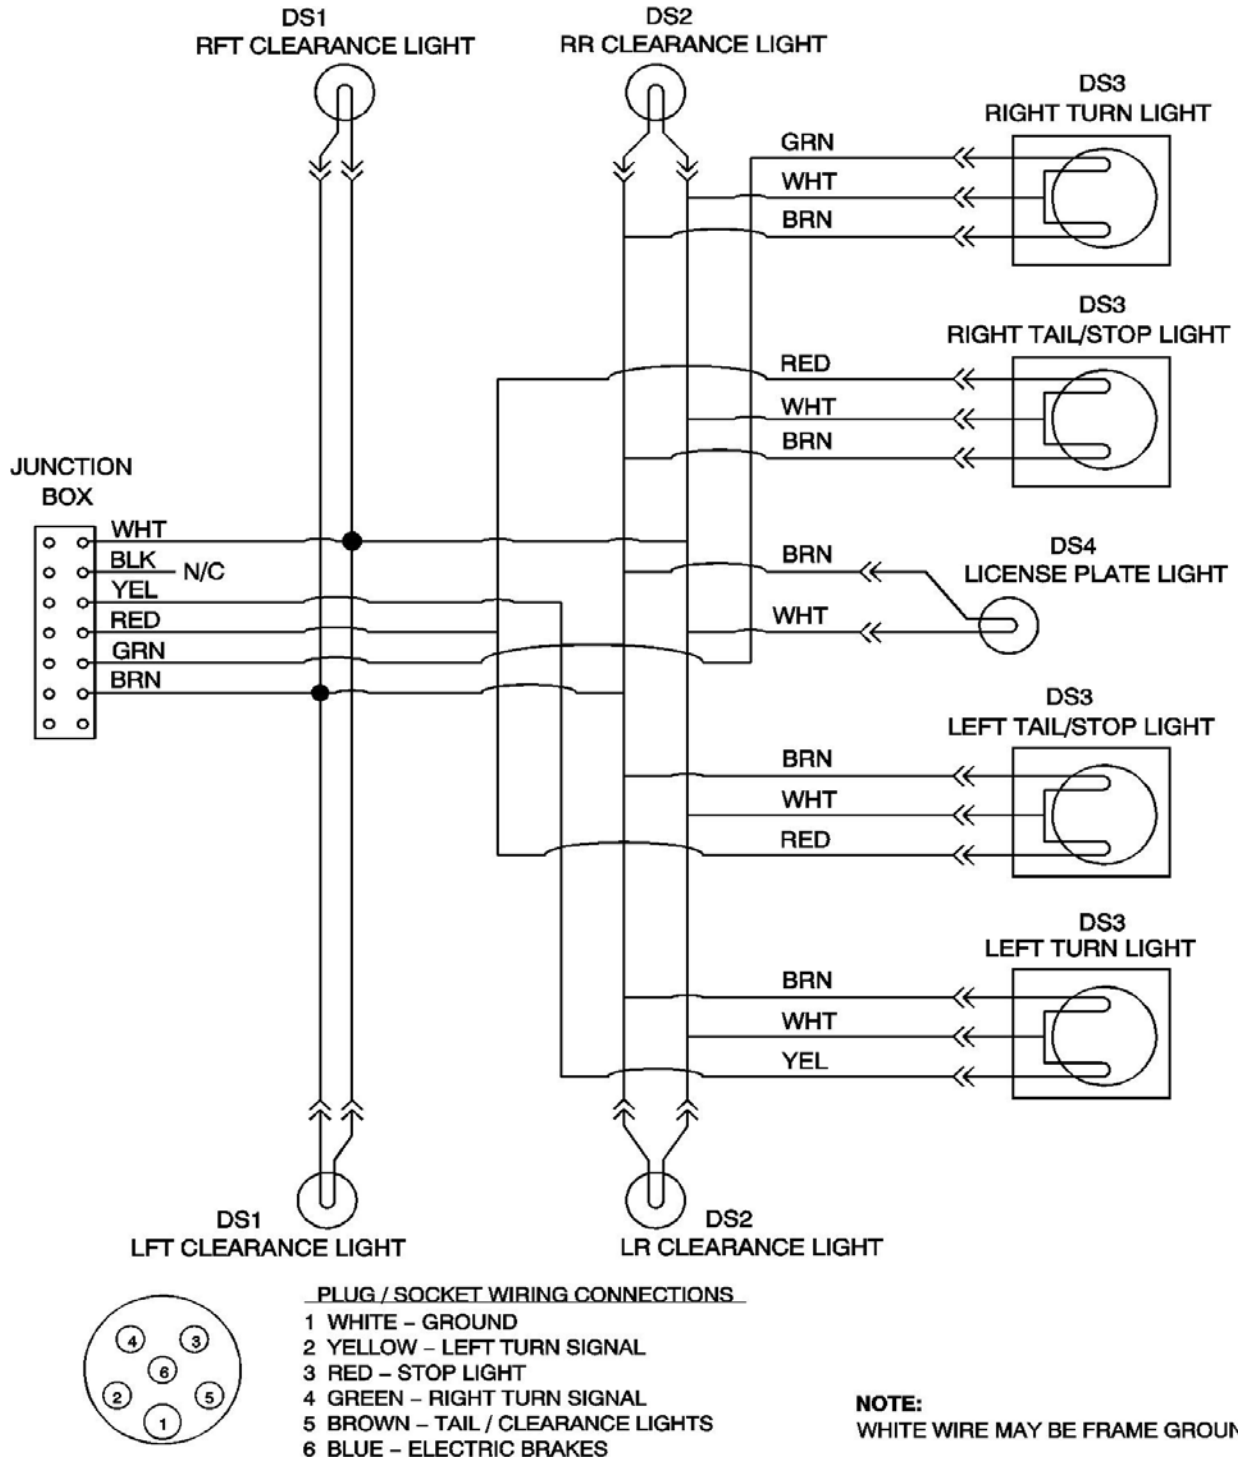 DS1
RFT CLEARANCE LIGHT
DS2
RR CLEARANCE LIGHT
DS3
RIGHT TURN LIGHT
GRN
WHT
BRN
DS3
RIGHT TAIL/STOP LIGHT
RED
WHT
BRN
JUNCTION
BOX
WHT
BLK
N/C
YEL
RED
GRN
BRN
DS4
LICENSE PLATE LIGHT
BRN
WHT
DS3
LEFT TAIL/STOP LIGHT
BRN
WHT
RED
DS3
LEFT TURN LIGHT
BRN
WHT
YEL
DS1
LFT CLEARANCE LIGHT
DS2
LR CLEARANCE LIGHT
4
3
6
2
5
1
PLUG / SOCKET WIRING CONNECTIONS
1 WHITE – GROUND
2 YELLOW – LEFT TURN SIGNAL
3 RED – STOP LIGHT
4 GREEN – RIGHT TURN SIGNAL
5 BROWN – TAIL / CLEARANCE LIGHTS
6 BLUE – ELECTRIC BRAKES
NOTE:
WHITE WIRE MAY BE FRAME GROUN